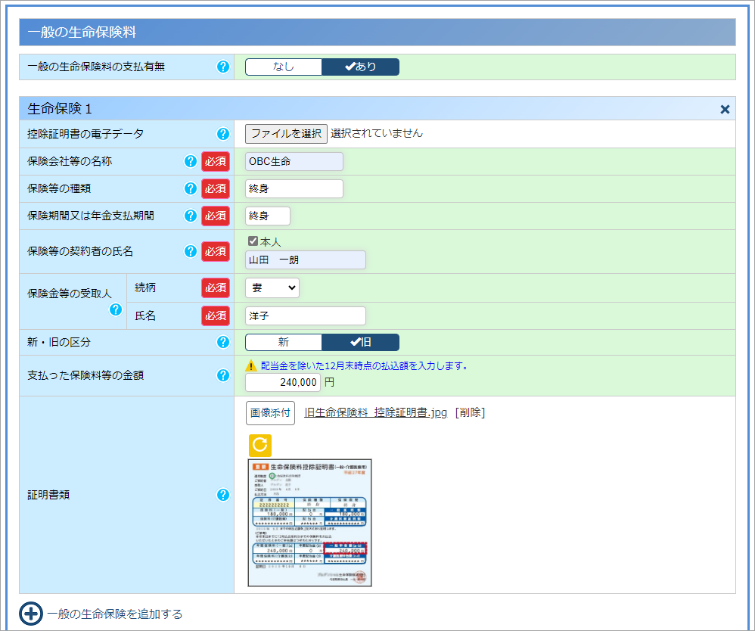 一般の生命保険料
一般の生命保険料の支払有無 ? なし ✔あり
生命保険1 ×
控除証明書の電子データ ? ファイルを選択 選択されていません
保険会社等の名称 ? 必須 OBC生命
保険等の種類 ? 必須 終身
保険期間又は年金支払期間 ? 必須 終身
保険等の契約者の氏名 ? 必須 本人
山田 一朗
保険金等の受取人 ? 続柄 必須 妻
氏名 必須 洋子
新・旧の区分 ? 新 ✔旧
支払った保険料等の金額 ? 配当金を除いた12月末時点の払込額を入力します。
240,000 円
証明書類 ? 画像添付 旧生命保険料_控除証明書.jpg [削除]
生命保険料控除証明書
一般の生命保険を追加する